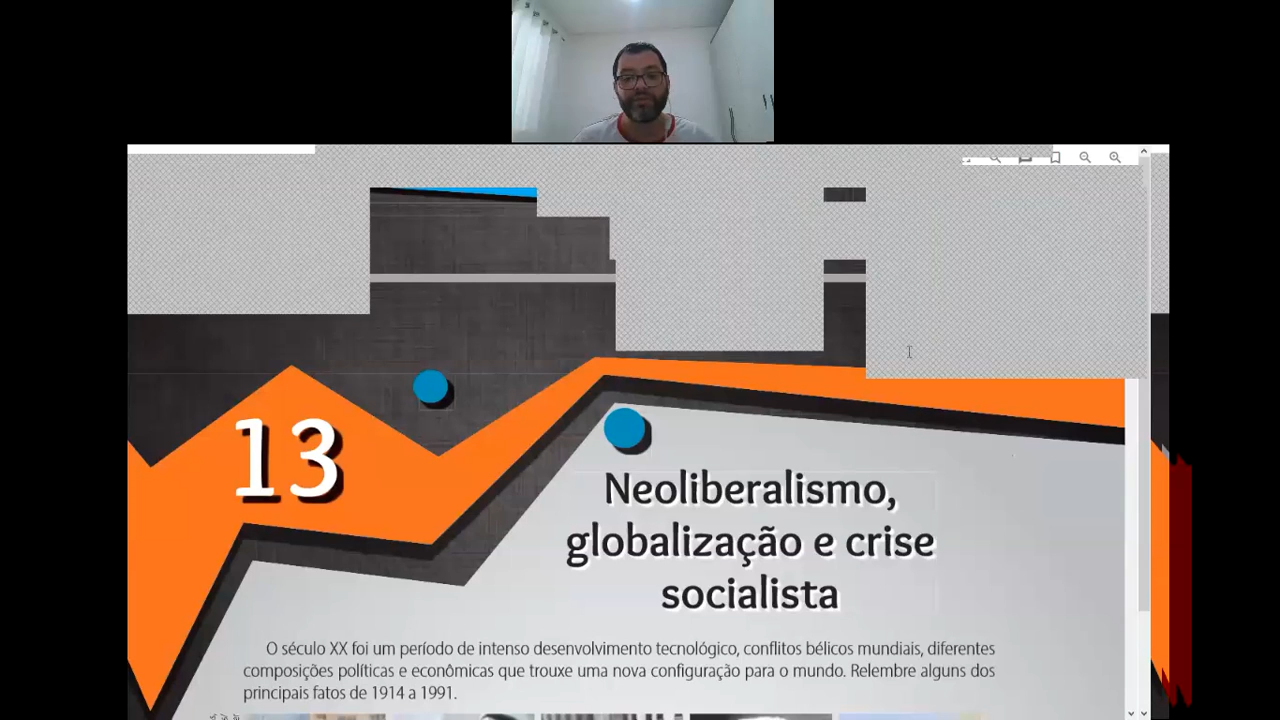 13
Neoliberalismo,
globalização e crise
socialista
O século XX foi um período de intenso desenvolvimento tecnológico, conflitos bélicos mundiais, diferentes
composições políticas e econômicas que trouxe uma nova configuração para o mundo. Relembre alguns dos
principais fatos de 1914 a 1991.